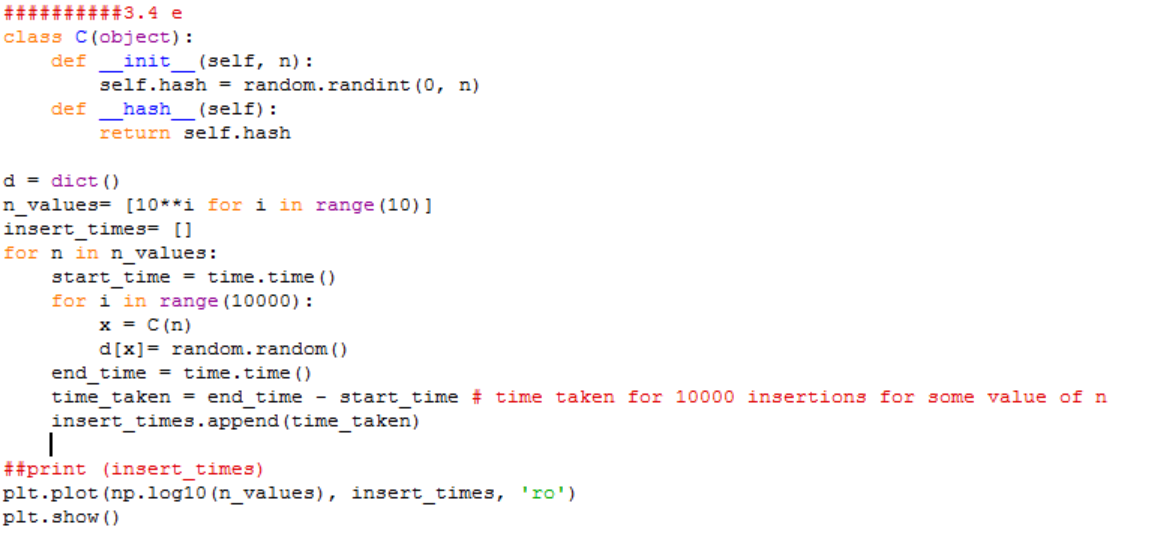 ##########3.4 e
class C(object):
    def __init__(self, n):
        self.hash = random.randint(0, n)
    def __hash__(self):
        return self.hash

d = dict()
n_values= [10**i for i in range(10)]
insert_times= []
for n in n_values:
    start_time = time.time()
    for i in range(10000):
        x = C(n)
        d[x]= random.random()
    end_time = time.time()
    time_taken = end_time - start_time # time taken for 10000 insertions for some value of n
    insert_times.append(time_taken)

##print (insert_times)
plt.plot(np.log10(n_values), insert_times, 'ro')
plt.show()